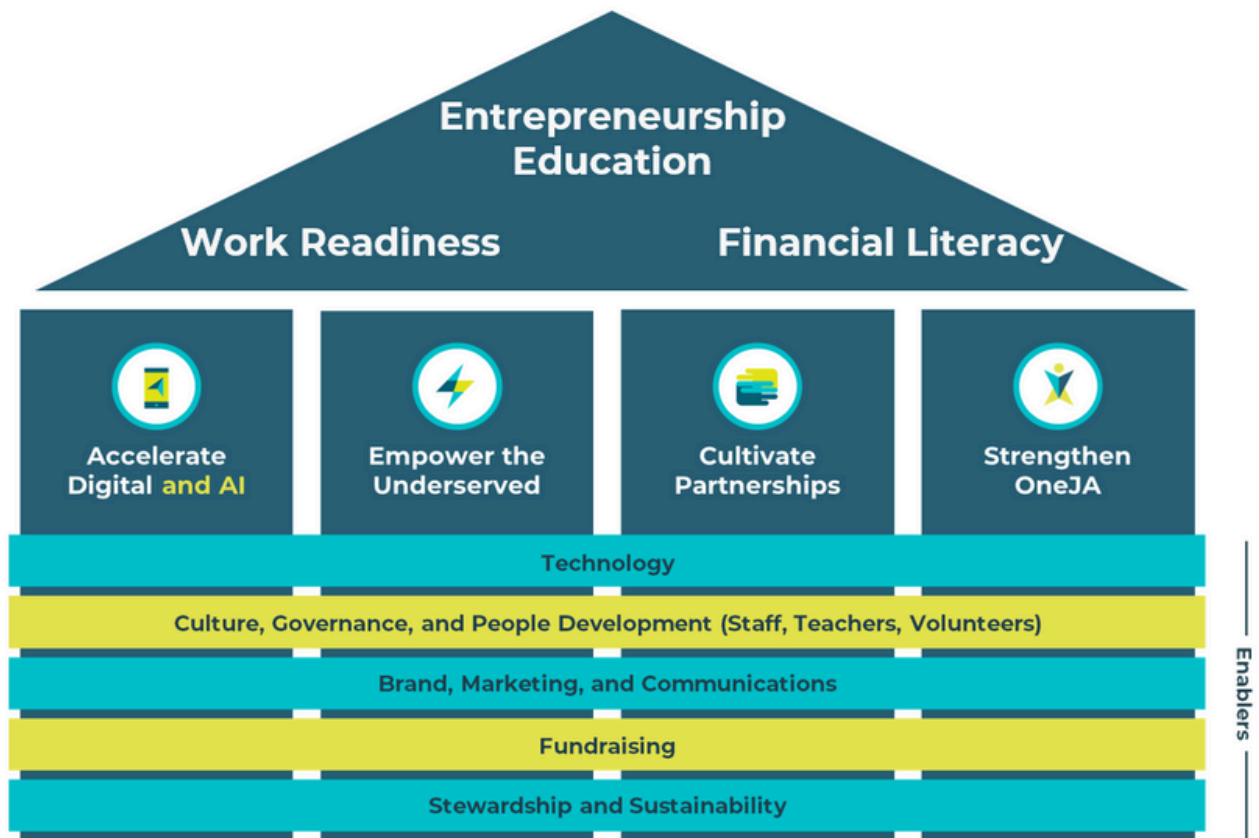 Entrepreneurship
Education
Work Readiness
Financial Literacy
Accelerate
Digital and AI
Empower the
Underserved
Cultivate
Partnerships
Strengthen
OneJA
Technology
Culture, Governance, and People Development (Staff, Teachers, Volunteers)
Brand, Marketing, and Communications
Fundraising
Stewardship and Sustainability
Enablers